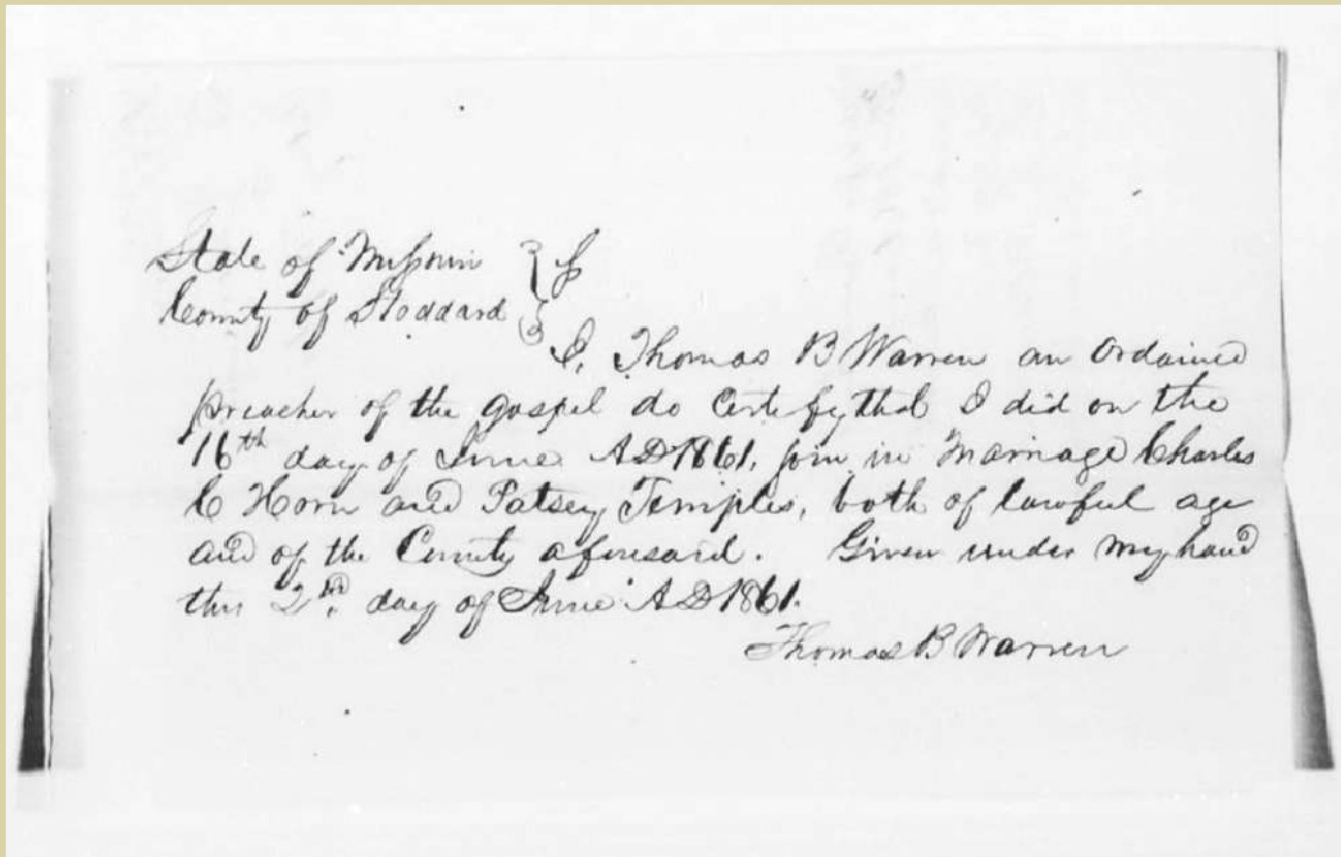 State of Missouri } S
County of Stoddard }
I, Thomas B Warren an Ordained
preacher of the gospel do Certify that I did on the
16th day of June AD 1861, join in Marriage Charles
C Horn and Patsey Temples, both of lawful age
and of the County aforesaid. Given under my hand
this 2nd, day of June AD 1861.
Thomas B Warren